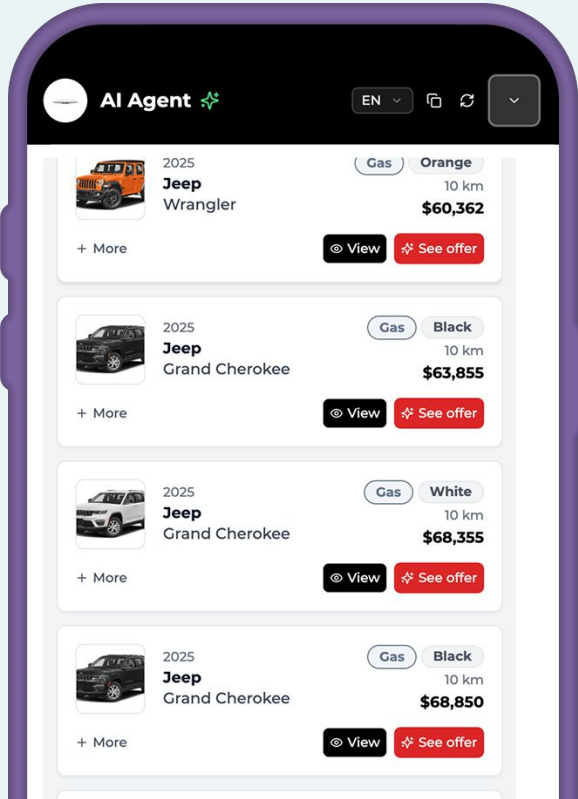 AI Agent
EN
2025
Gas Orange
Jeep
10 km
Wrangler
$60,362
+ More
View
See offer
2025
Gas Black
Jeep
10 km
Grand Cherokee
$63,855
+ More
View
See offer
2025
Gas White
Jeep
10 km
Grand Cherokee
$68,355
+ More
View
See offer
2025
Gas Black
Jeep
10 km
Grand Cherokee
$68,850
+ More
View
See offer